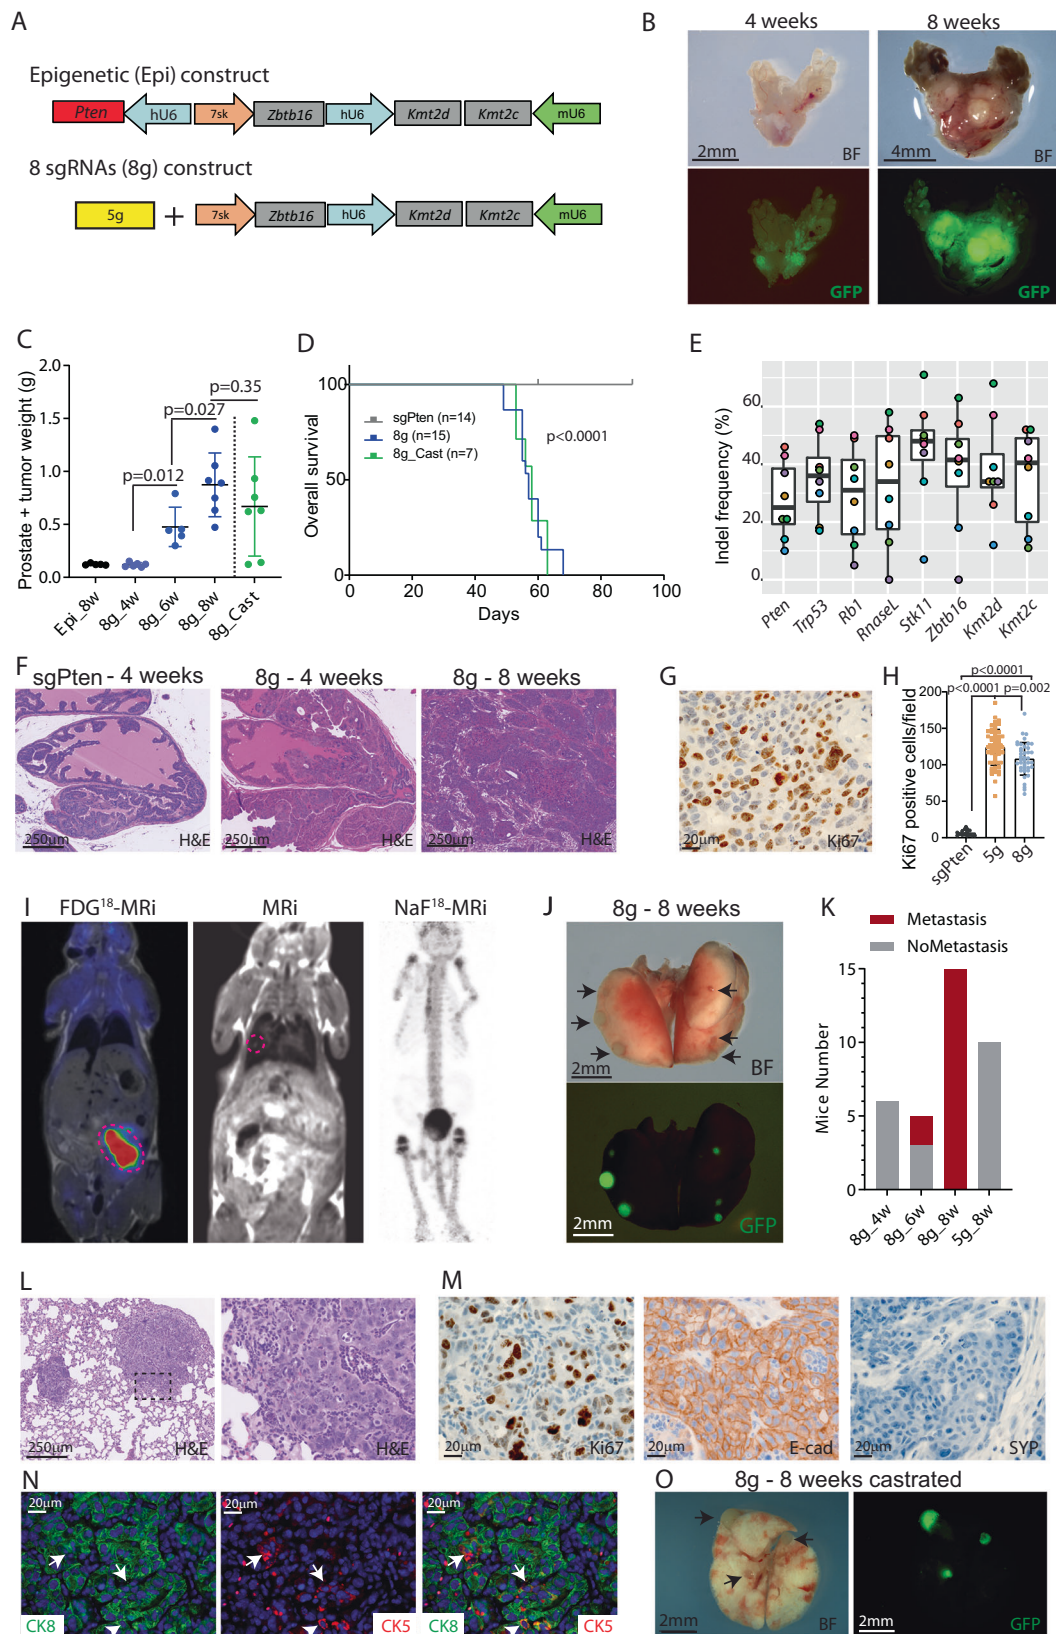 A
Epigenetic (Epi) construct
Pten hU6 7sk Zbtb16 hU6 Kmt2d Kmt2c mU6
8 sgRNAs (8g) construct
5g + 7sk Zbtb16 hU6 Kmt2d Kmt2c mU6
B
4 weeks 8 weeks
2mm BF 4mm BF
GFP GFP
C
Prostate + tumor weight (g)
2.0
1.5
1.0
0.5
0.0
p=0.35
p=0.027
p=0.012
Epi_8w 8g_4w 8g_6w 8g_8w 8g_Cast
D
Overall survival
100
50
0
sgPten (n=14)
8g (n=15)
8g_Cast (n=7)
p<0.0001
0 20 40 60 80 100
Days
E
Indel frequency (%)
60
40
20
0
Pten Trp53 Rb1 RnaseL Stk11 Zbtb16 Kmt2d Kmt2c
F
sgPten - 4 weeks 8g - 4 weeks 8g - 8 weeks
250µm H&E 250µm H&E 250µm H&E
G
20µm Ki67
H
p<0.0001
p<0.0001 p=0.002
Ki67 positive cells/field
200
150
100
50
0
sgPten 5g 8g
I
FDG18-MRi MRi NaF18-MRi
J
8g - 8 weeks
2mm BF
2mm GFP
K
Metastasis
NoMetastasis
Mice Number
15
10
5
0
8g_4w 8g_6w 8g_8w 5g_8w
L
250µm H&E H&E
M
20µm Ki67 20µm E-cad 20µm SYP
N
20µm 20µm 20µm
CK8 CK5 CK8 CK5
O
8g - 8 weeks castrated
2mm BF 2mm GFP